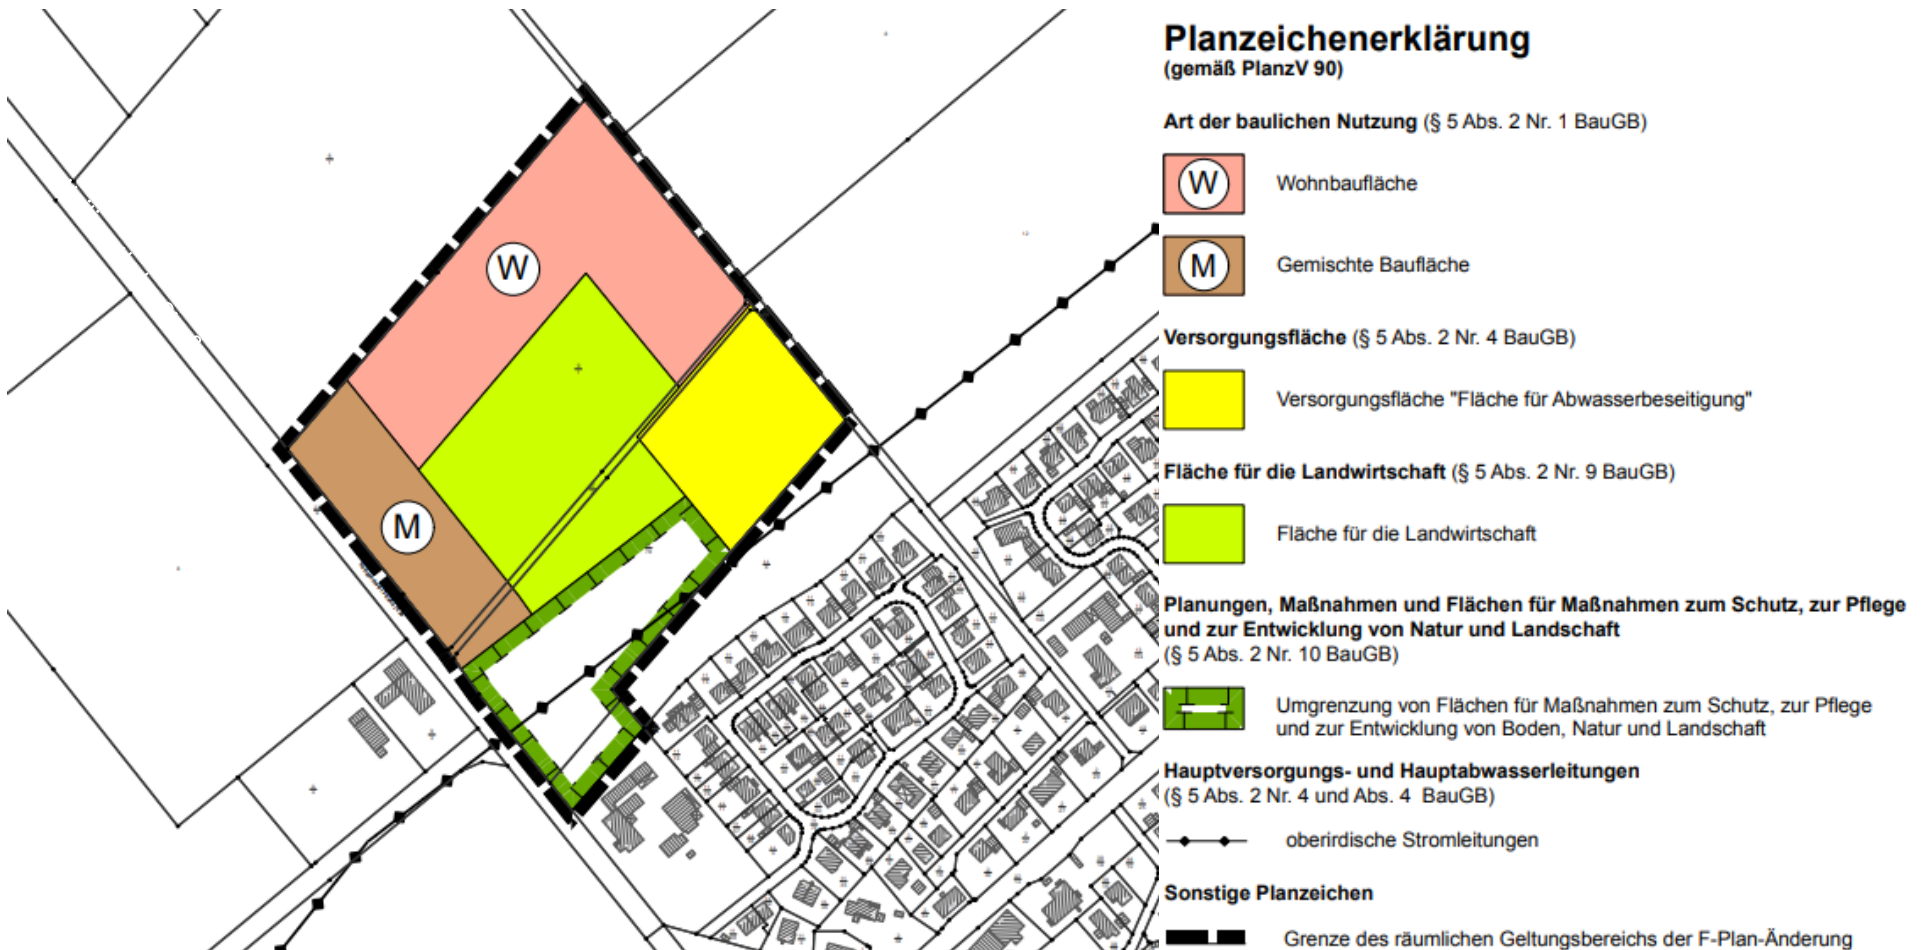 W
M
Planzeichenerklärung
(gemäß PlanzV 90)
Art der baulichen Nutzung (§ 5 Abs. 2 Nr. 1 BauGB)
W Wohnbaufläche
M Gemischte Baufläche
Versorgungsfläche (§ 5 Abs. 2 Nr. 4 BauGB)
Versorgungsfläche "Fläche für Abwasserbeseitigung"
Fläche für die Landwirtschaft (§ 5 Abs. 2 Nr. 9 BauGB)
Fläche für die Landwirtschaft
Planungen, Maßnahmen und Flächen für Maßnahmen zum Schutz, zur Pflege
und zur Entwicklung von Natur und Landschaft
(§ 5 Abs. 2 Nr. 10 BauGB)
Umgrenzung von Flächen für Maßnahmen zum Schutz, zur Pflege
und zur Entwicklung von Boden, Natur und Landschaft
Hauptversorgungs- und Hauptabwasserleitungen
(§ 5 Abs. 2 Nr. 4 und Abs. 4 BauGB)
oberirdische Stromleitungen
Sonstige Planzeichen
Grenze des räumlichen Geltungsbereichs der F-Plan-Änderung